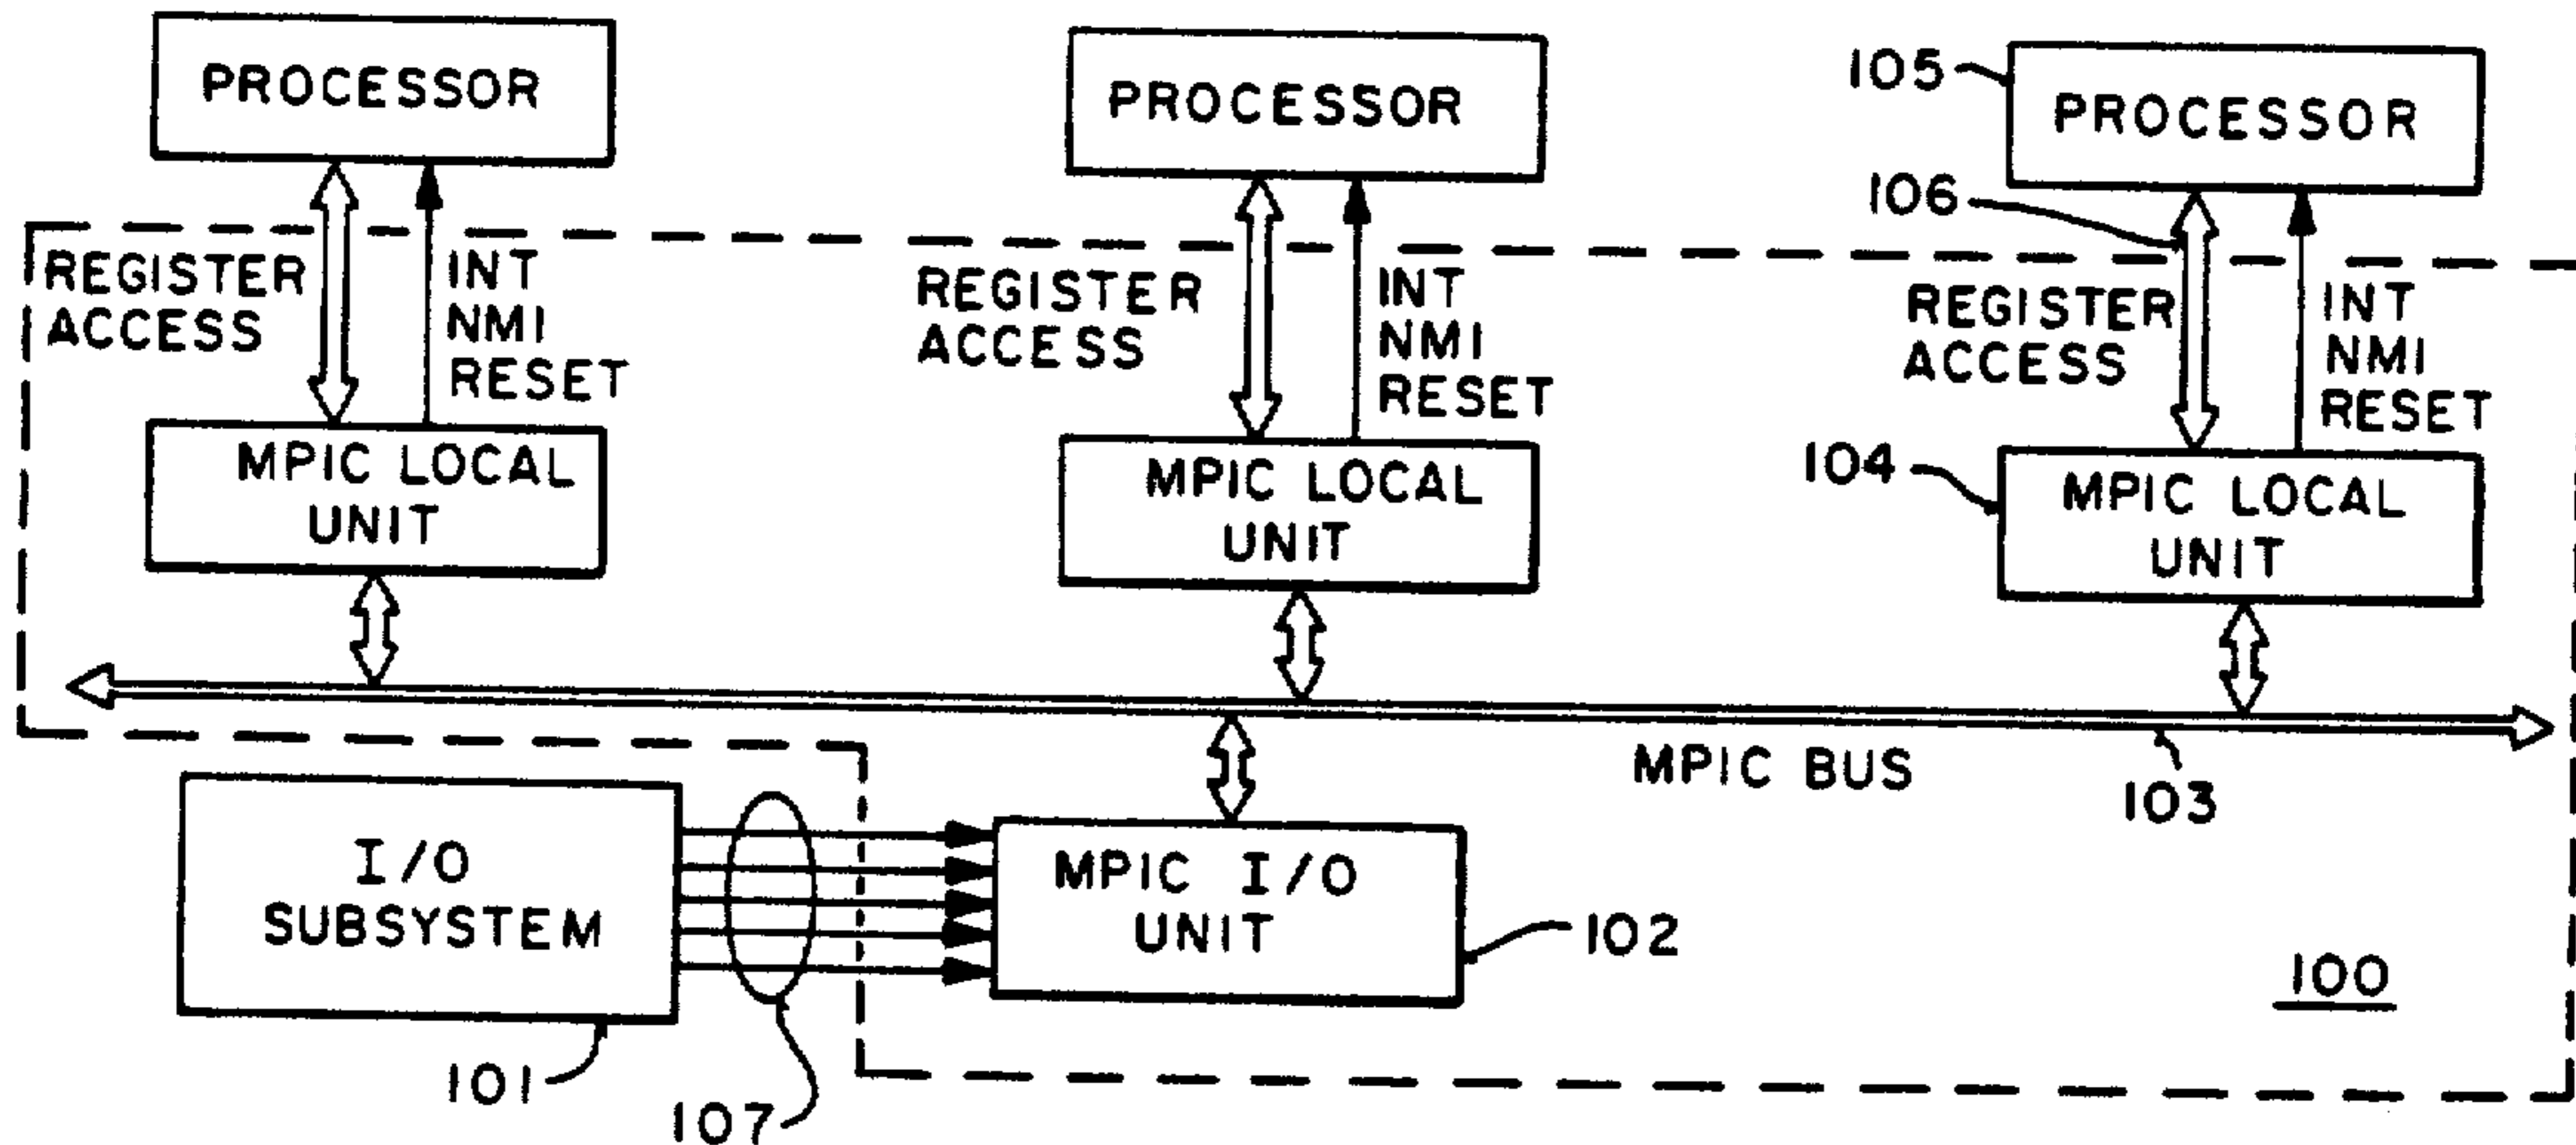 PROCESSOR
PROCESSOR
105
PROCESSOR
106
REGISTER
ACCESS
INT
NMI
RESET
REGISTER
ACCESS
INT
NMI
RESET
REGISTER
ACCESS
INT
NMI
RESET
MPIC LOCAL
UNIT
MPIC LOCAL
UNIT
104
MPIC LOCAL
UNIT
MPIC BUS
103
I/O
SUBSYSTEM
MPIC I/O
UNIT
102
100
101
107